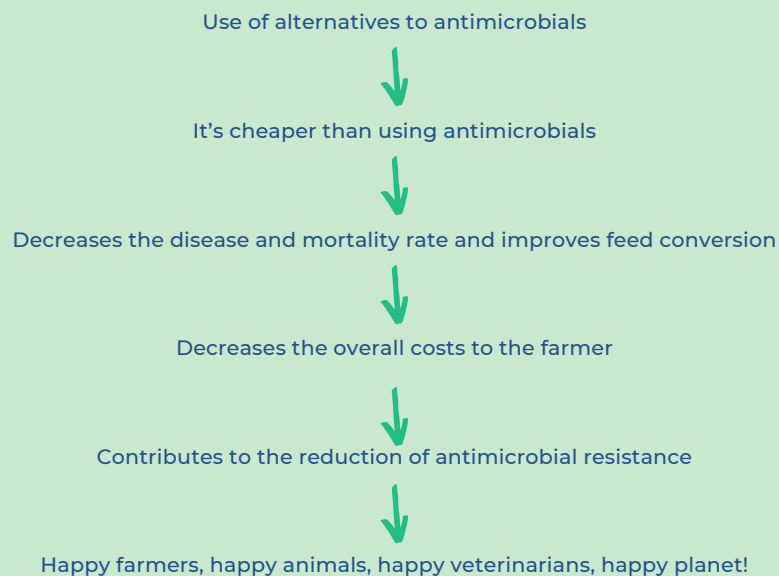 Use of alternatives to antimicrobials
It's cheaper than using antimicrobials
Decreases the disease and mortality rate and improves feed conversion
Decreases the overall costs to the farmer
Contributes to the reduction of antimicrobial resistance
Happy farmers, happy animals, happy veterinarians, happy planet!